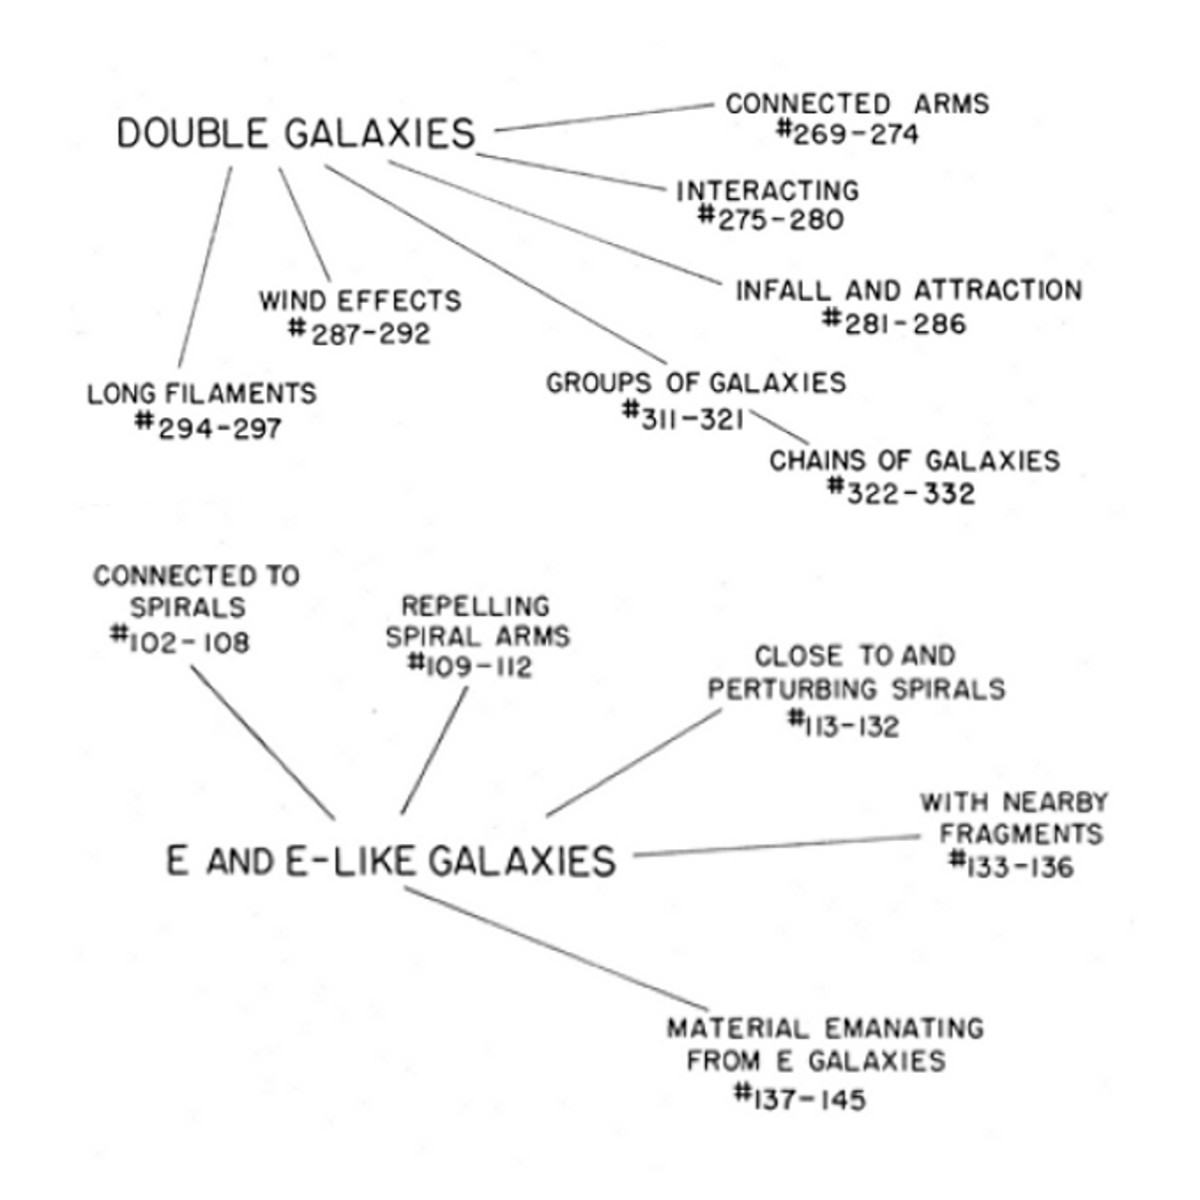 DOUBLE GALAXIES
CONNECTED ARMS
#269-274
INTERACTING
#275-280
INFALL AND ATTRACTION
#281-286
WIND EFFECTS
#287-292
GROUPS OF GALAXIES
#311-321
LONG FILAMENTS
#294-297
CHAINS OF GALAXIES
#322-332
CONNECTED TO
SPIRALS
#102-108
REPELLING
SPIRAL ARMS
#109-112
CLOSE TO AND
PERTURBING SPIRALS
#113-132
WITH NEARBY
FRAGMENTS
#133-136
E AND E-LIKE GALAXIES
MATERIAL EMANATING
FROM E GALAXIES
#137-145